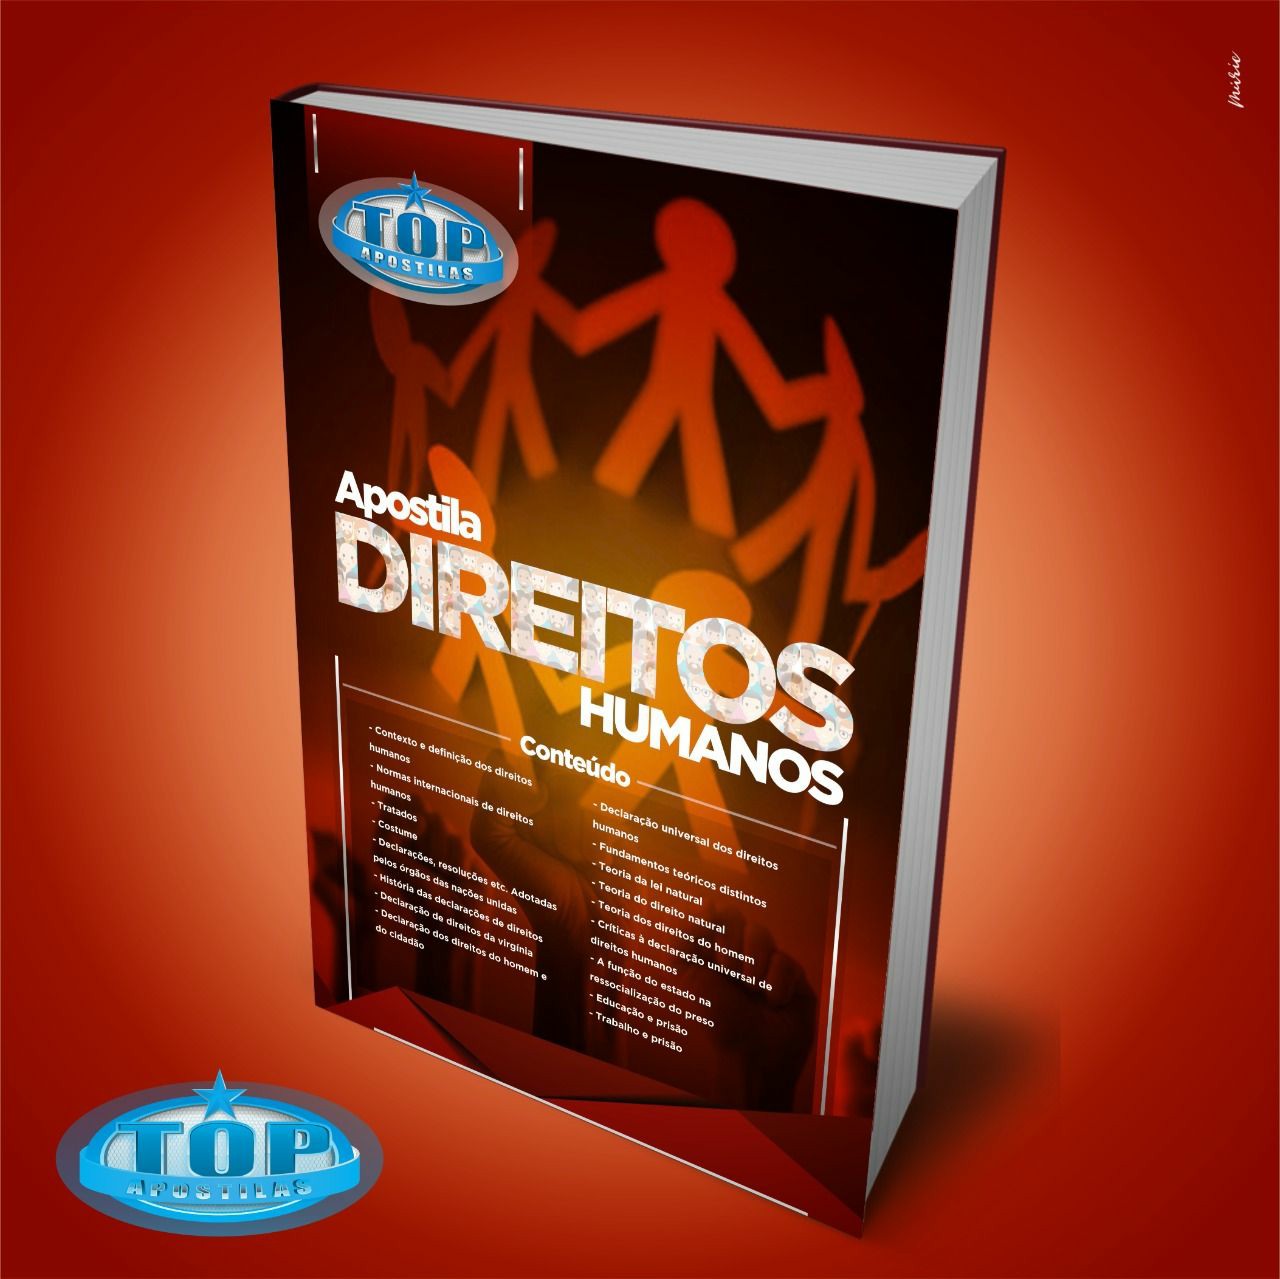 Múrie
TOP
APOSTILAS
Apostila
DIREITOS
HUMANOS
Conteúdo
- Contexto e definição dos direitos
humanos
- Normas internacionais de direitos
humanos
- Tratados
- Costume
- Declarações, resoluções etc. Adotadas
pelos órgãos das nações unidas
- História das declarações de direitos
- Declaração de direitos da virgínia
- Declaração dos direitos do homem e
do cidadão
- Declaração universal dos direitos
humanos
- Fundamentos teóricos distintos
- Teoria da lei natural
- Teoria do direito natural
- Teoria dos direitos do homem
- Críticas à declaração universal de
direitos humanos
- A função do estado na
ressocialização do preso
- Educação e prisão
- Trabalho e prisão
TOP
APOSTILAS